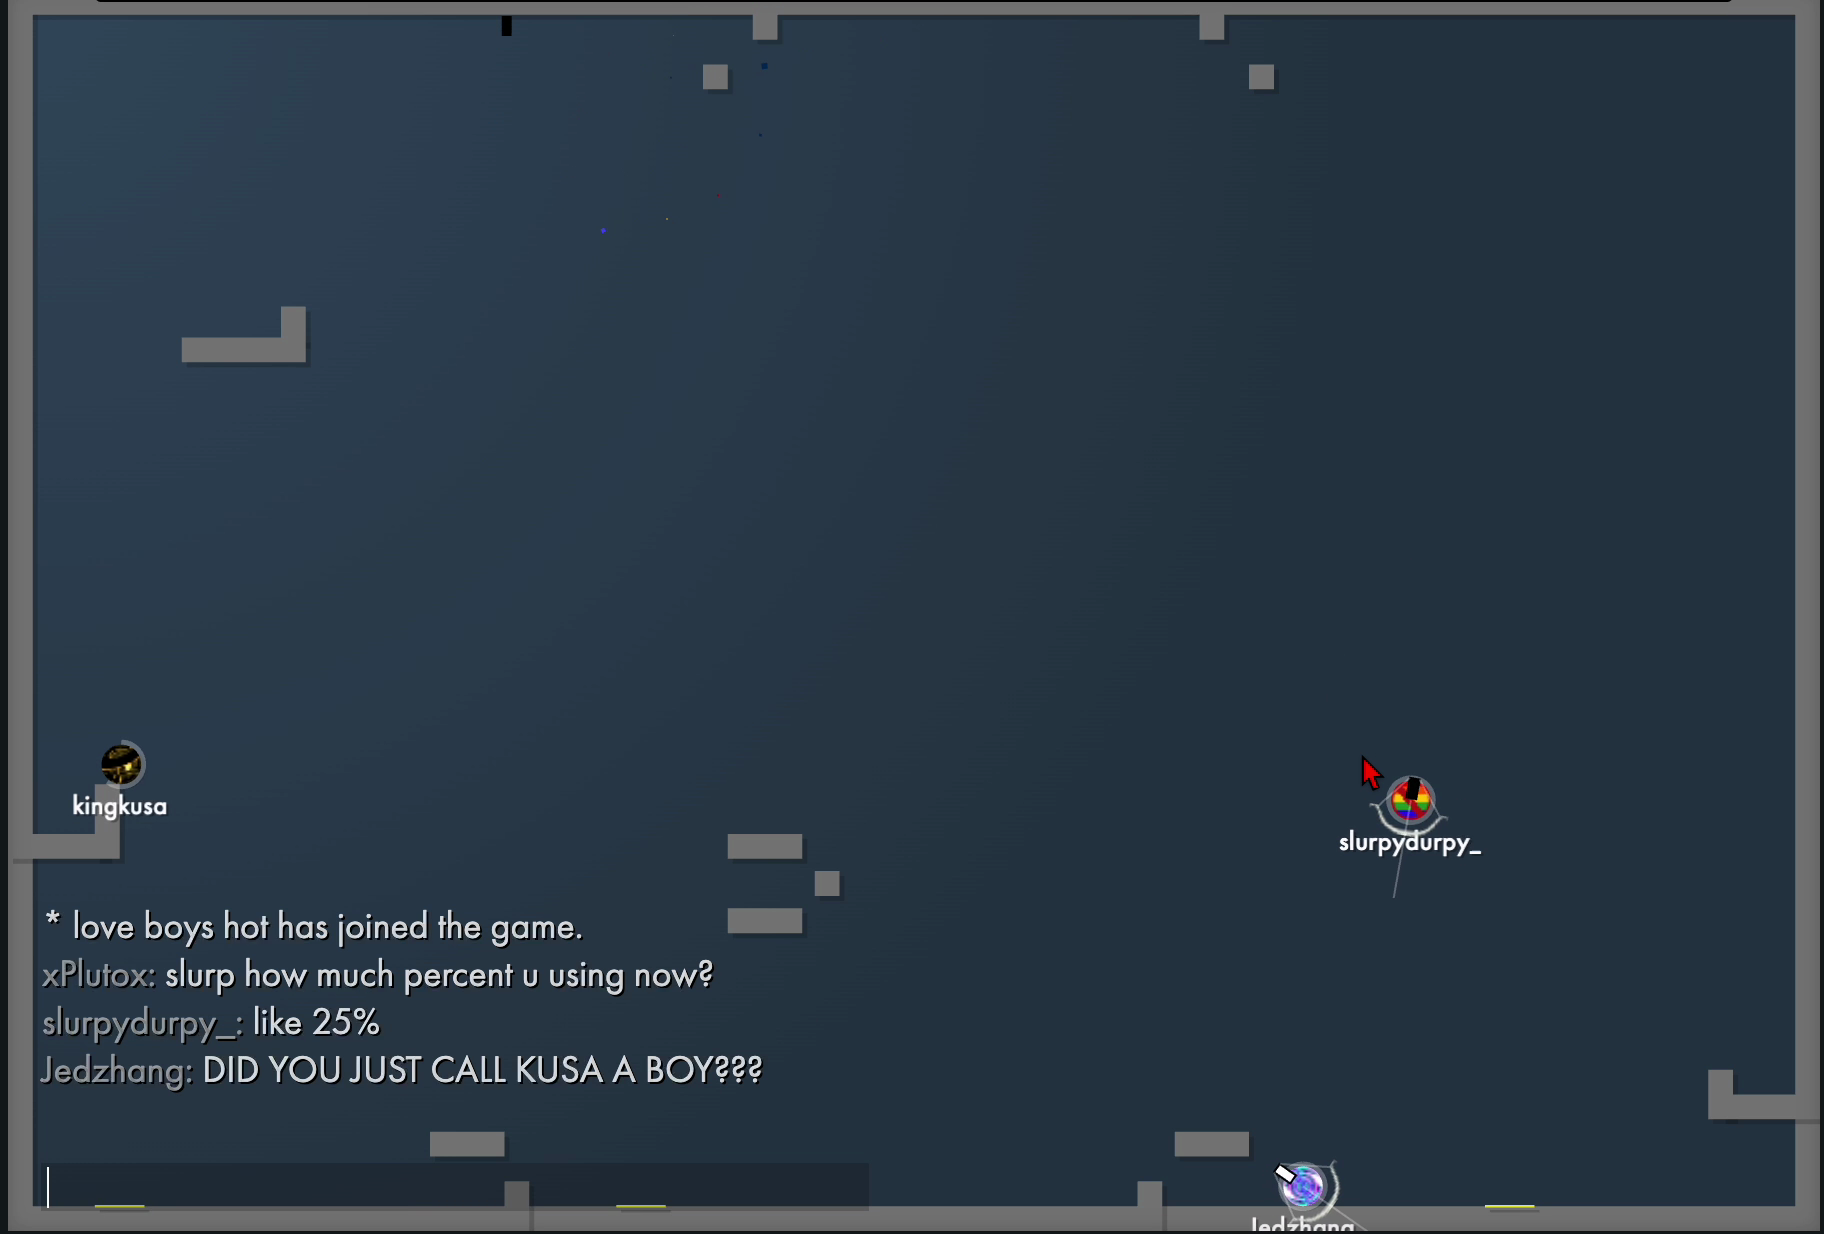 kingkusa
slurpydurpy_
* love boys hot has joined the game.
xPlutox: slurp how much percent u using now?
slurpydurpy_: like 25%
Jedzhang: DID YOU JUST CALL KUSA A BOY???
Jedzhang